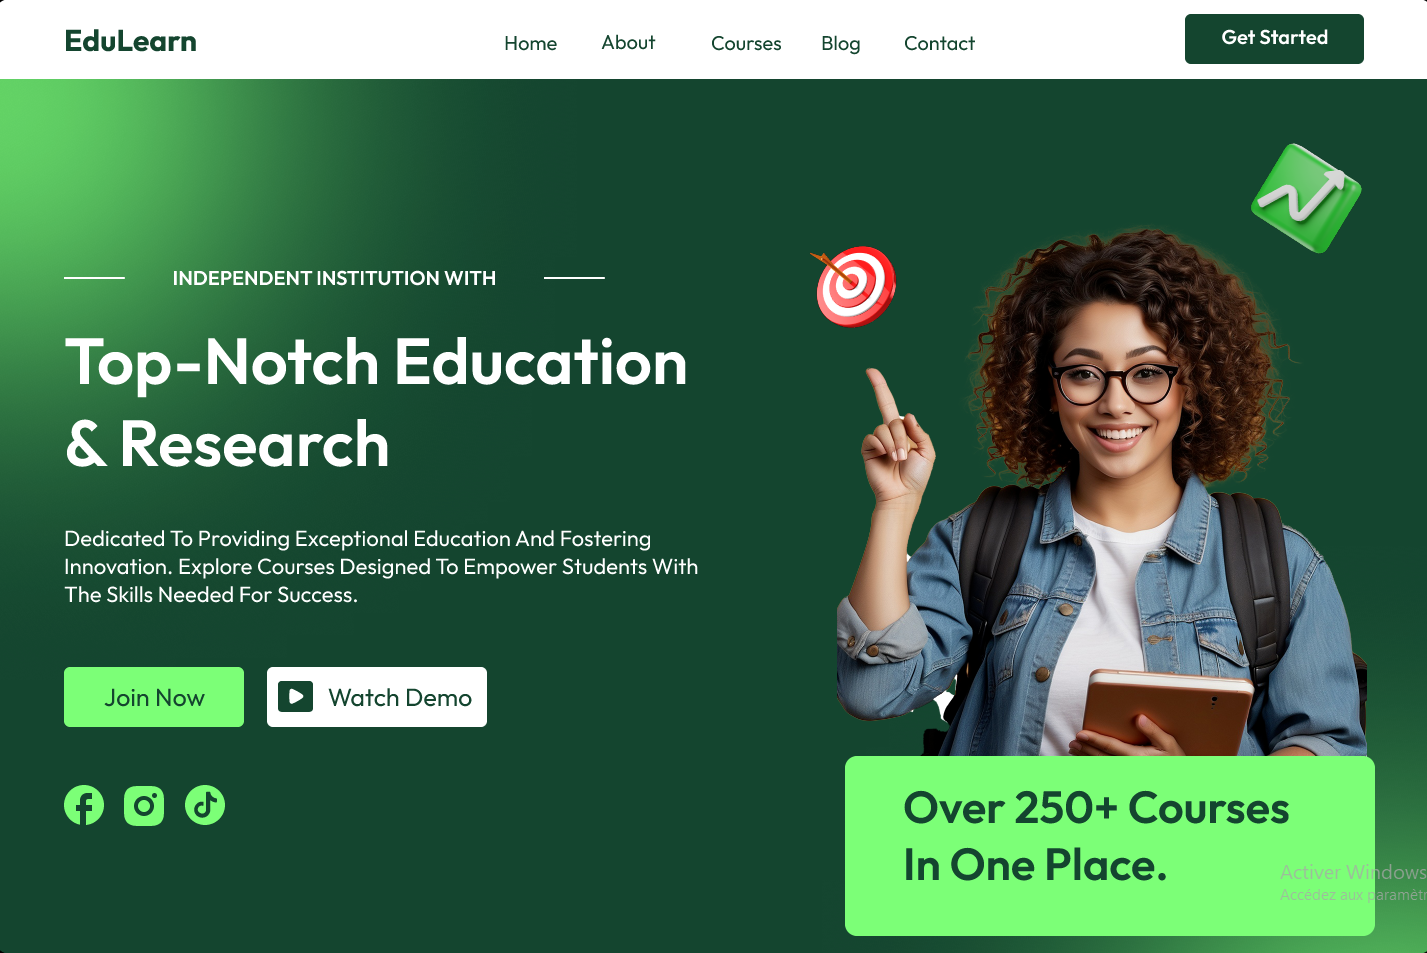 EduLearn
Home
About
Courses
Blog
Contact
Get Started
INDEPENDENT INSTITUTION WITH
Top-Notch Education
& Research
Dedicated To Providing Exceptional Education And Fostering
Innovation. Explore Courses Designed To Empower Students With
The Skills Needed For Success.
Join Now
Watch Demo
Over 250+ Courses
In One Place.
Activer Windows
Accédez aux paramètr